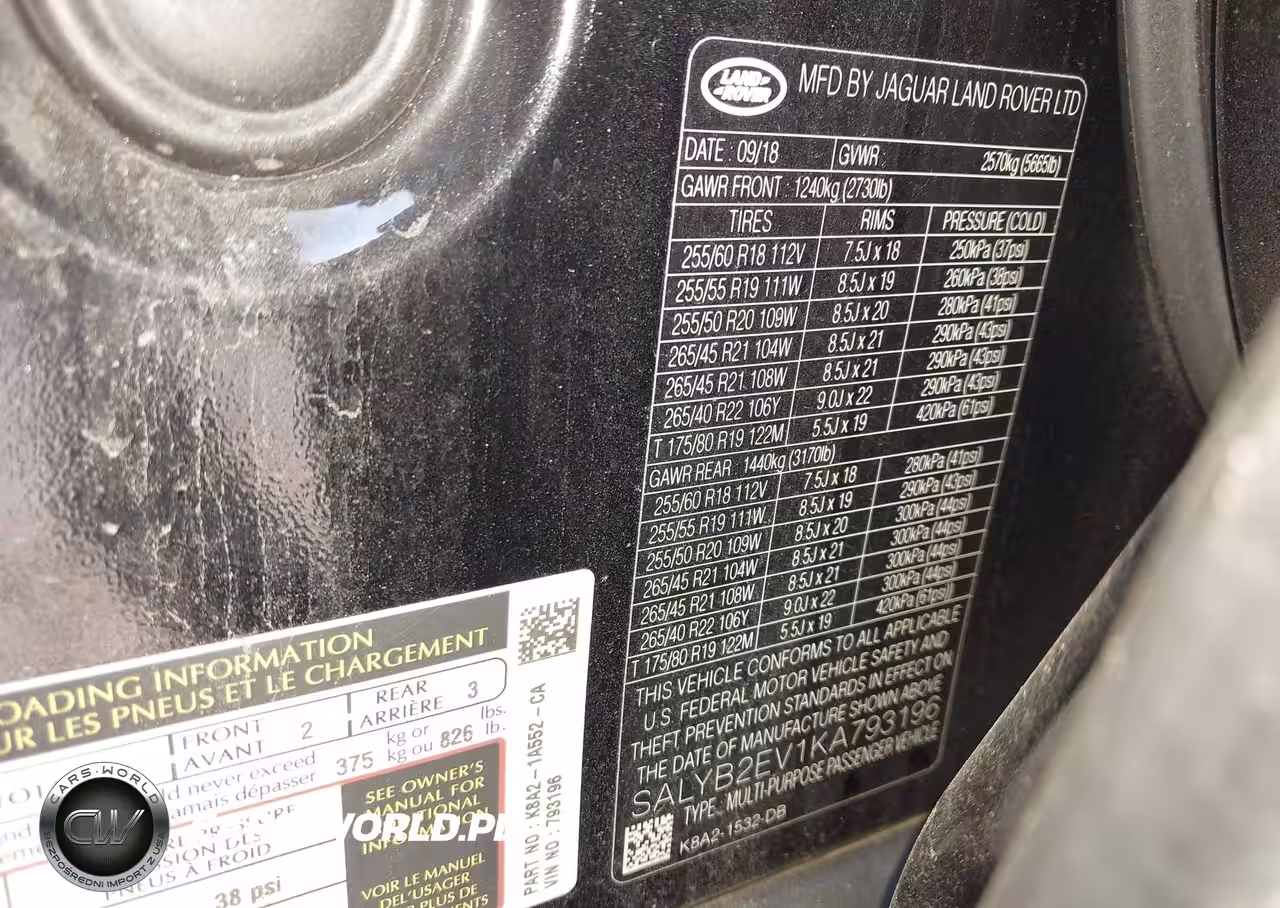 LAND ROVER MFD BY JAGUAR LAND ROVER LTD
DATE : 09/18 GVWR : 2570kg (5665lb)
GAWR FRONT : 1240kg (2730lb)
TIRES RIMS PRESSURE (COLD)
255/60 R18 112V 7.5J x 18 250kPa (37psi)
255/55 R19 111W 8.5J x 19 260kPa (38psi)
255/50 R20 109W 8.5J x 20 280kPa (41psi)
265/45 R21 104W 8.5J x 21 290kPa (43psi)
265/45 R21 108W 8.5J x 21 290kPa (43psi)
265/40 R22 106Y 9.0J x 22 290kPa (43psi)
T 175/80 R19 122M 5.5J x 19 420kPa (61psi)
GAWR REAR : 1440kg (3170lb)
255/60 R18 112V 7.5J x 18 280kPa (41psi)
255/55 R19 111W 8.5J x 19 290kPa (43psi)
255/50 R20 109W 8.5J x 20 300kPa (44psi)
265/45 R21 104W 8.5J x 21 300kPa (44psi)
265/45 R21 108W 8.5J x 21 300kPa (44psi)
265/40 R22 106Y 9.0J x 22 300kPa (44psi)
T 175/80 R19 122M 5.5J x 19 420kPa (61psi)
THIS VEHICLE CONFORMS TO ALL APPLICABLE
U.S. FEDERAL MOTOR VEHICLE SAFETY AND
THEFT PREVENTION STANDARDS IN EFFECT ON
THE DATE OF MANUFACTURE SHOWN ABOVE
SALYB2EV1KA793196
TYPE: MULTI-PURPOSE PASSENGER VEHICLE
K8A2-1532-DB
OADING INFORMATION
UR LES PNEUS ET LE CHARGEMENT
FRONT 2 REAR 3
AVANT ARRIÈRE
d never exceed 375 kg or 826 lbs.
amais dépasser kg ou lb.
SEE OWNER'S
MANUAL FOR
INFORMATION
PNEUS À FROID
38 psi
VOIR LE MANUEL
DEL'USAGER
PLUS DE
PART NO : K8A2-1A552-CA
VIN NO : 793196
CARS-WORLD
CW
BEZPOŚREDNI IMPORT Z USA
WORLD.PL